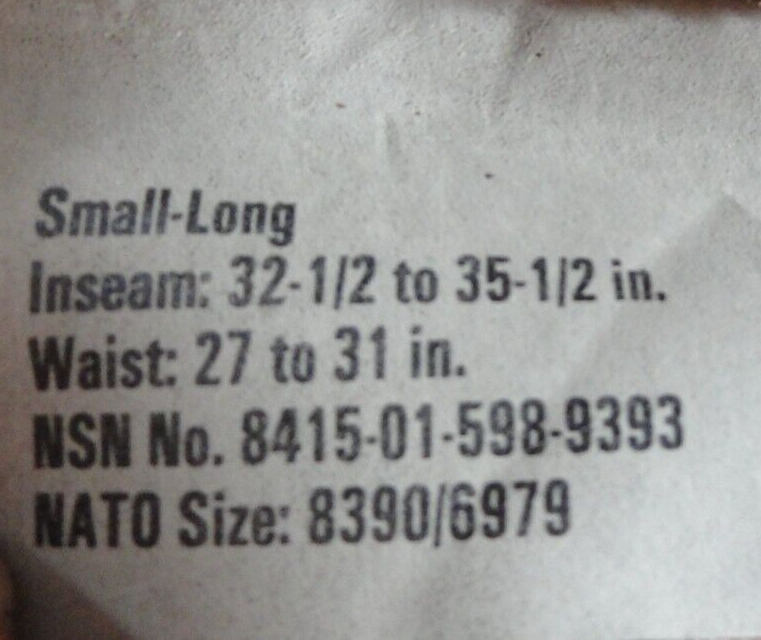 Small-Long
Inseam: 32-1/2 to 35-1/2 in.
Waist: 27 to 31 in.
NSN No. 8415-01-598-9393
NATO Size: 8390/6979